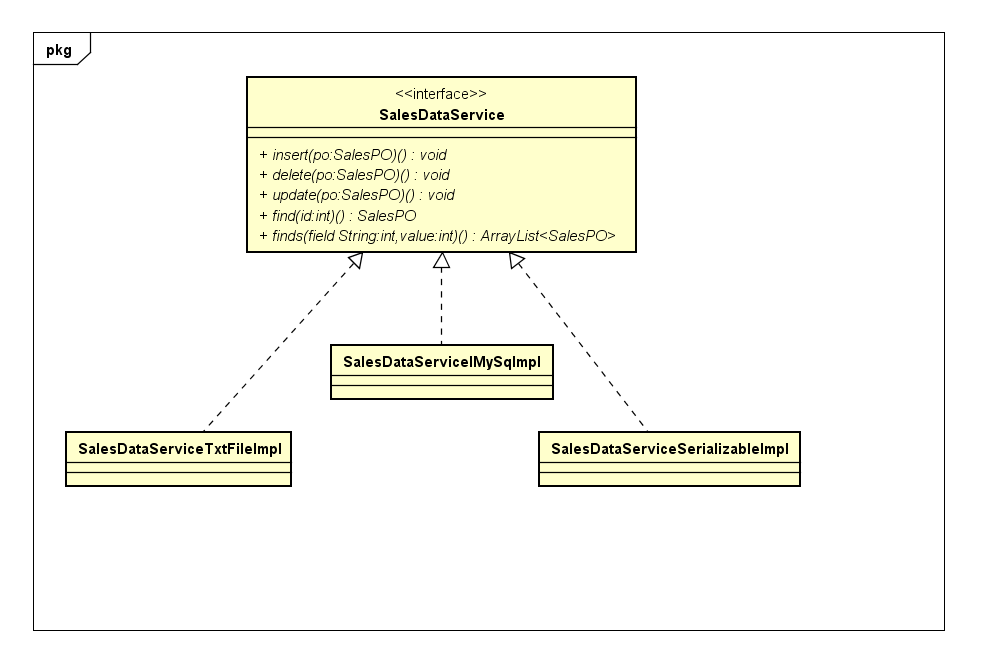 pkg
<<interface>>
SalesDataService
+ insert(po:SalesPO)() : void
+ delete(po:SalesPO)() : void
+ update(po:SalesPO)() : void
+ find(id:int)() : SalesPO
+ finds(field String:int,value:int)() : ArrayList<SalesPO>
SalesDataServiceIMySqImpl
SalesDataServiceTxtFileImpl
SalesDataServiceSerializableImpl